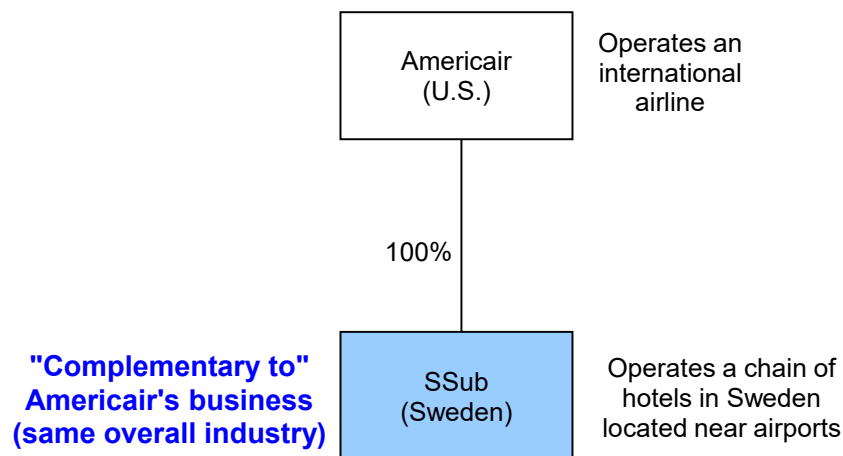 Americair
(U.S.)
Operates an
international
airline
100%
"Complementary to"
Americair's business
(same overall industry)
SSub
(Sweden)
Operates a chain of
hotels in Sweden
located near airports